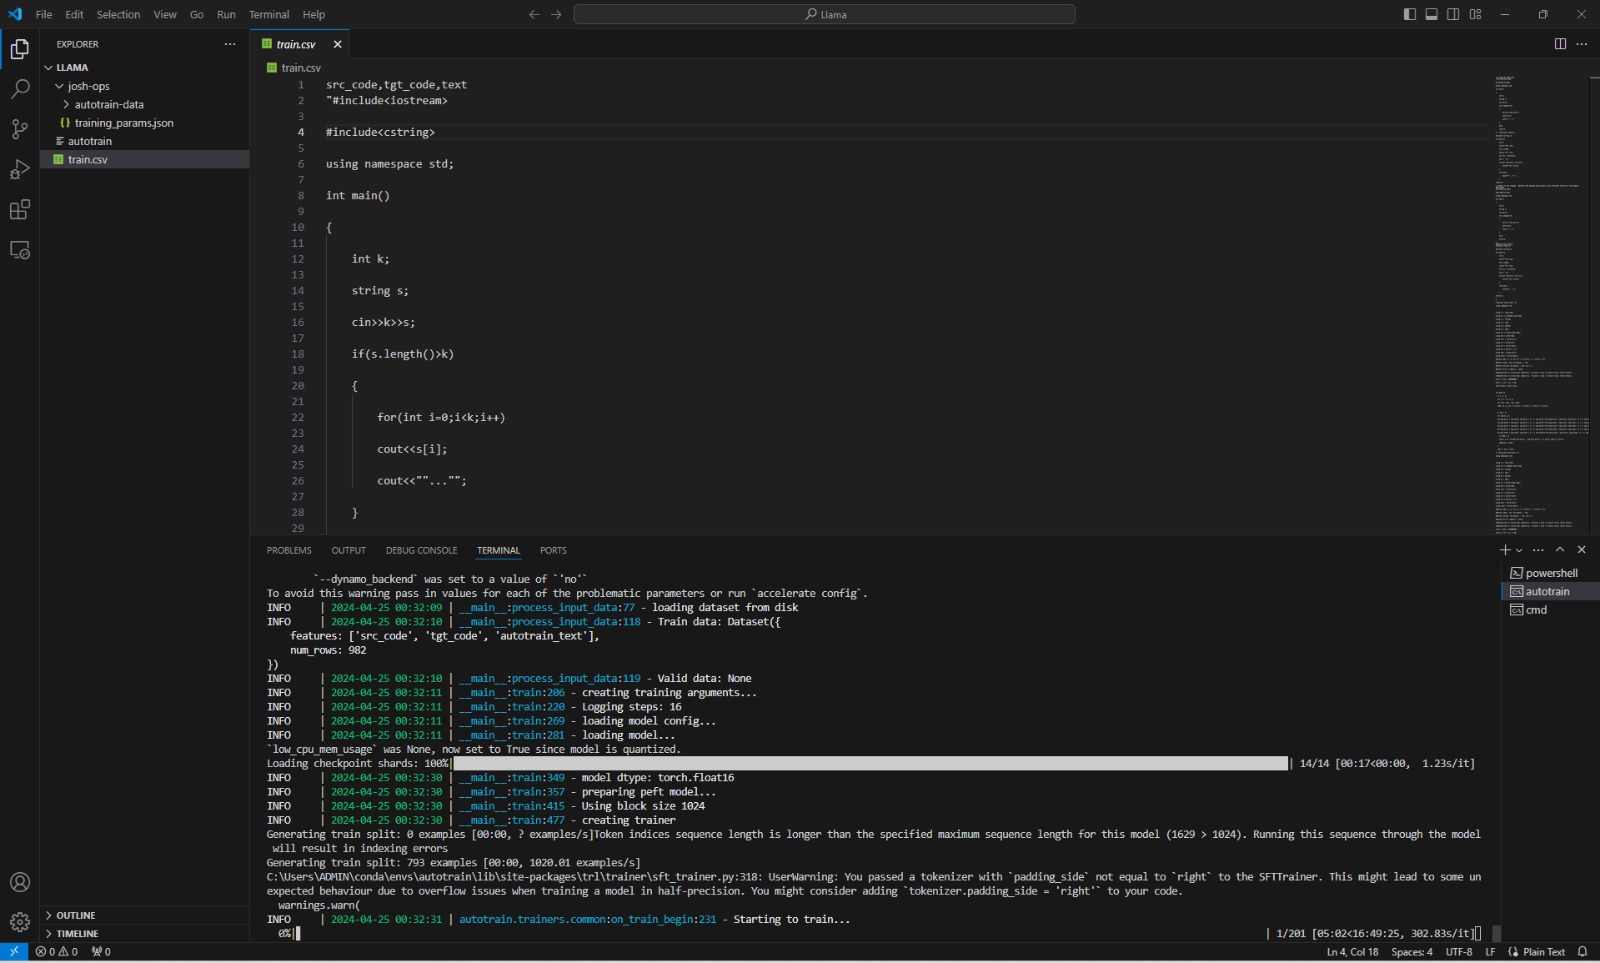 File Edit Selection View Go Run Terminal Help
Llama
EXPLORER
LLAMA
josh-ops
autotrain-data
training_params.json
autotrain
train.csv
OUTLINE
TIMELINE
train.csv
train.csv
1 src_code,tgt_code,text
2 "#include<iostream>
3
4 #include<cstring>
5
6 using namespace std;
7
8 int main()
9
10 {
11
12 int k;
13
14 string s;
15
16 cin>>k>>s;
17
18 if(s.length()>k)
19
20 {
21
22 for(int i=0;i<k;i++)
23
24 cout<<s[i];
25
26 cout<<""..."";
27
28 }
29
PROBLEMS OUTPUT DEBUG CONSOLE TERMINAL PORTS
powershell
autotrain
cmd
`--dynamo_backend` was set to a value of `'no'`
To avoid this warning pass in values for each of the problematic parameters or run `accelerate config`.
INFO | 2024-04-25 00:32:09 | __main__:process_input_data:77 - loading dataset from disk
INFO | 2024-04-25 00:32:10 | __main__:process_input_data:118 - Train data: Dataset({
features: ['src_code', 'tgt_code', 'autotrain_text'],
num_rows: 982
})
INFO | 2024-04-25 00:32:10 | __main__:process_input_data:119 - Valid data: None
INFO | 2024-04-25 00:32:11 | __main__:train:206 - creating training arguments...
INFO | 2024-04-25 00:32:11 | __main__:train:220 - Logging steps: 16
INFO | 2024-04-25 00:32:11 | __main__:train:269 - loading model config...
INFO | 2024-04-25 00:32:11 | __main__:train:281 - loading model...
`low_cpu_mem_usage` was None, now set to True since model is quantized.
Loading checkpoint shards: 100%| | 14/14 [00:17<00:00, 1.23s/it]
INFO | 2024-04-25 00:32:30 | __main__:train:349 - model dtype: torch.float16
INFO | 2024-04-25 00:32:30 | __main__:train:357 - preparing peft model...
INFO | 2024-04-25 00:32:30 | __main__:train:415 - Using block size 1024
INFO | 2024-04-25 00:32:30 | __main__:train:477 - creating trainer
Generating train split: 0 examples [00:00, ? examples/s]Token indices sequence length is longer than the specified maximum sequence length for this model (1629 > 1024). Running this sequence through the model
will result in indexing errors
Generating train split: 793 examples [00:00, 1020.01 examples/s]
C:\Users\ADMIN\conda\envs\autotrain\lib\site-packages\trl\trainer\sft_trainer.py:318: UserWarning: You passed a tokenizer with `padding_side` not equal to `right` to the SFTTrainer. This might lead to some un
expected behaviour due to overflow issues when training a model in half-precision. You might consider adding `tokenizer.padding_side = 'right'` to your code.
warnings.warn(
INFO | 2024-04-25 00:32:31 | autotrain.trainers.common:on_train_begin:231 - Starting to train...
0%| | 1/201 [05:02<16:49:25, 302.83s/it]
0 0 0 Ln 4, Col 18 Spaces: 4 UTF-8 LF Plain Text